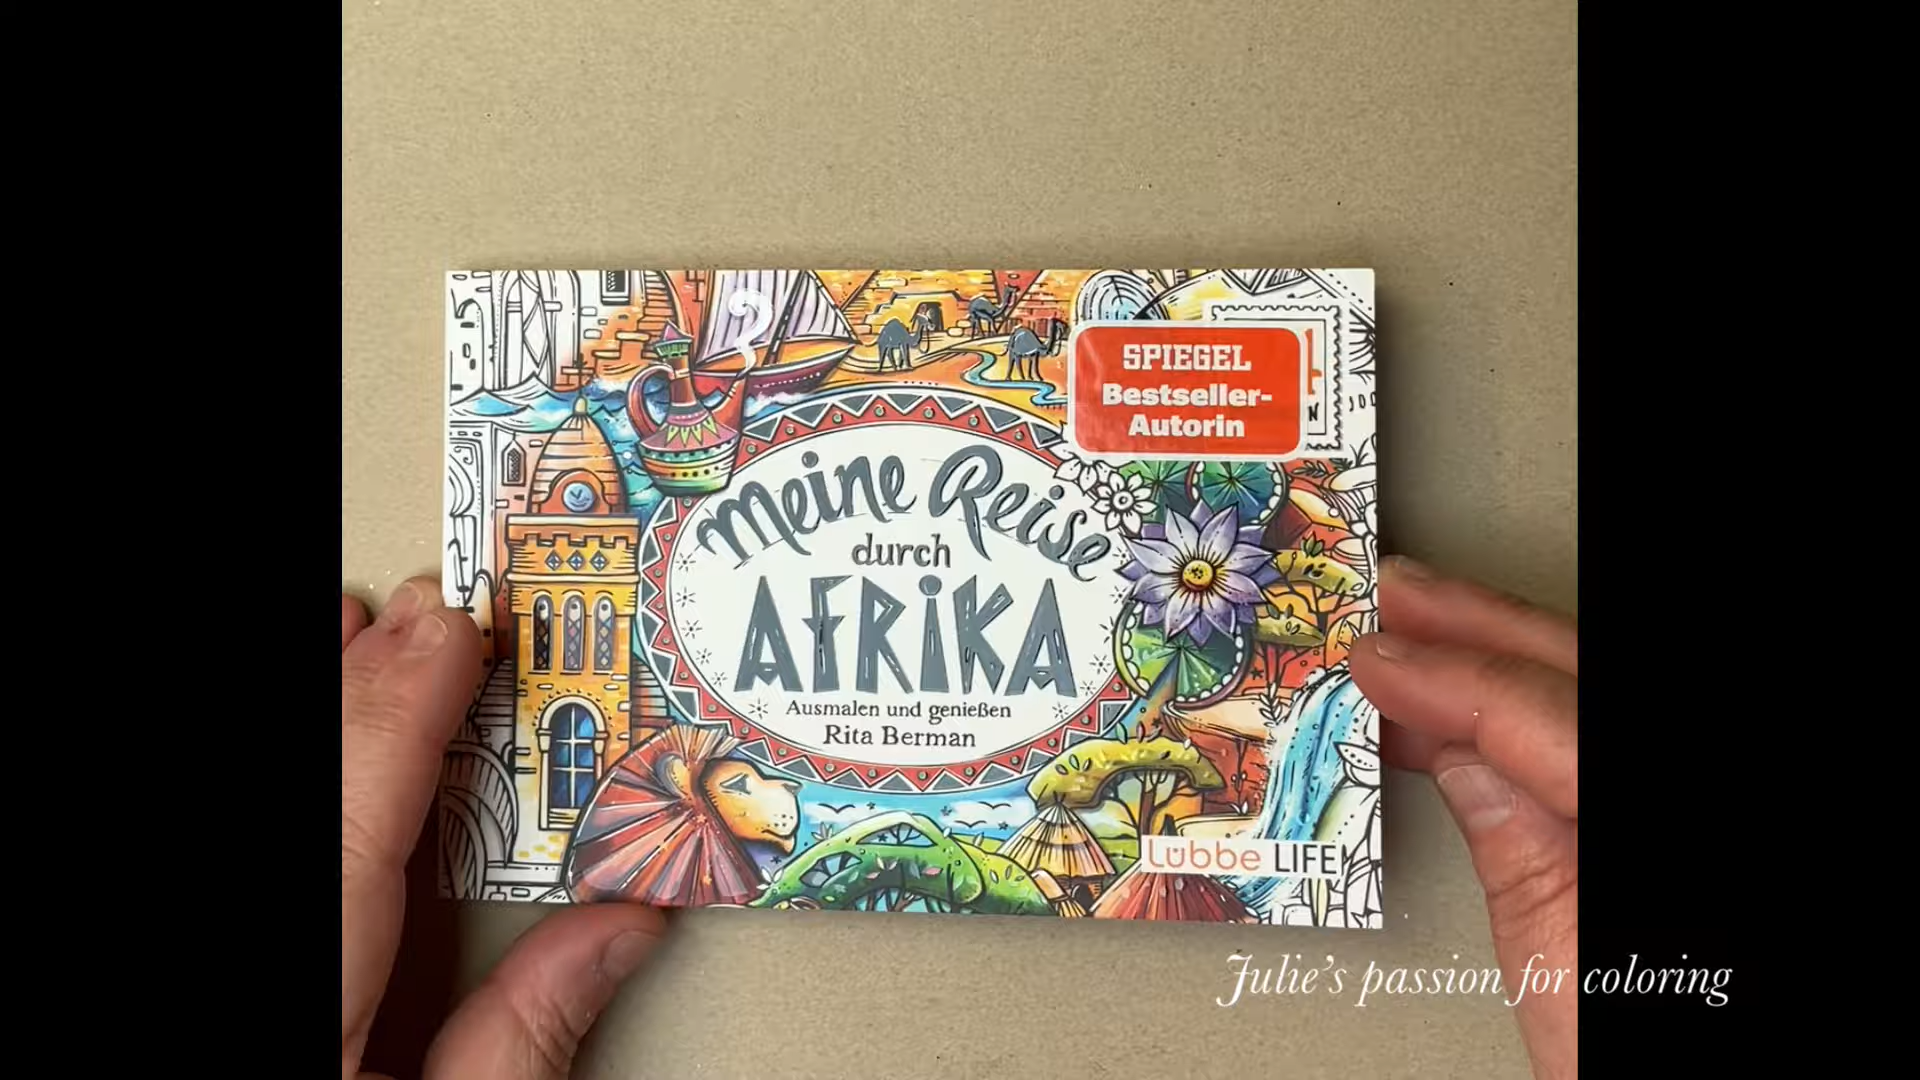 SPIEGEL
Bestseller-
Autorin
Meine Reise
durch
AFRIKA
Ausmalen und genießen
Rita Berman
Lübbe LIFE
Julie's passion for coloring